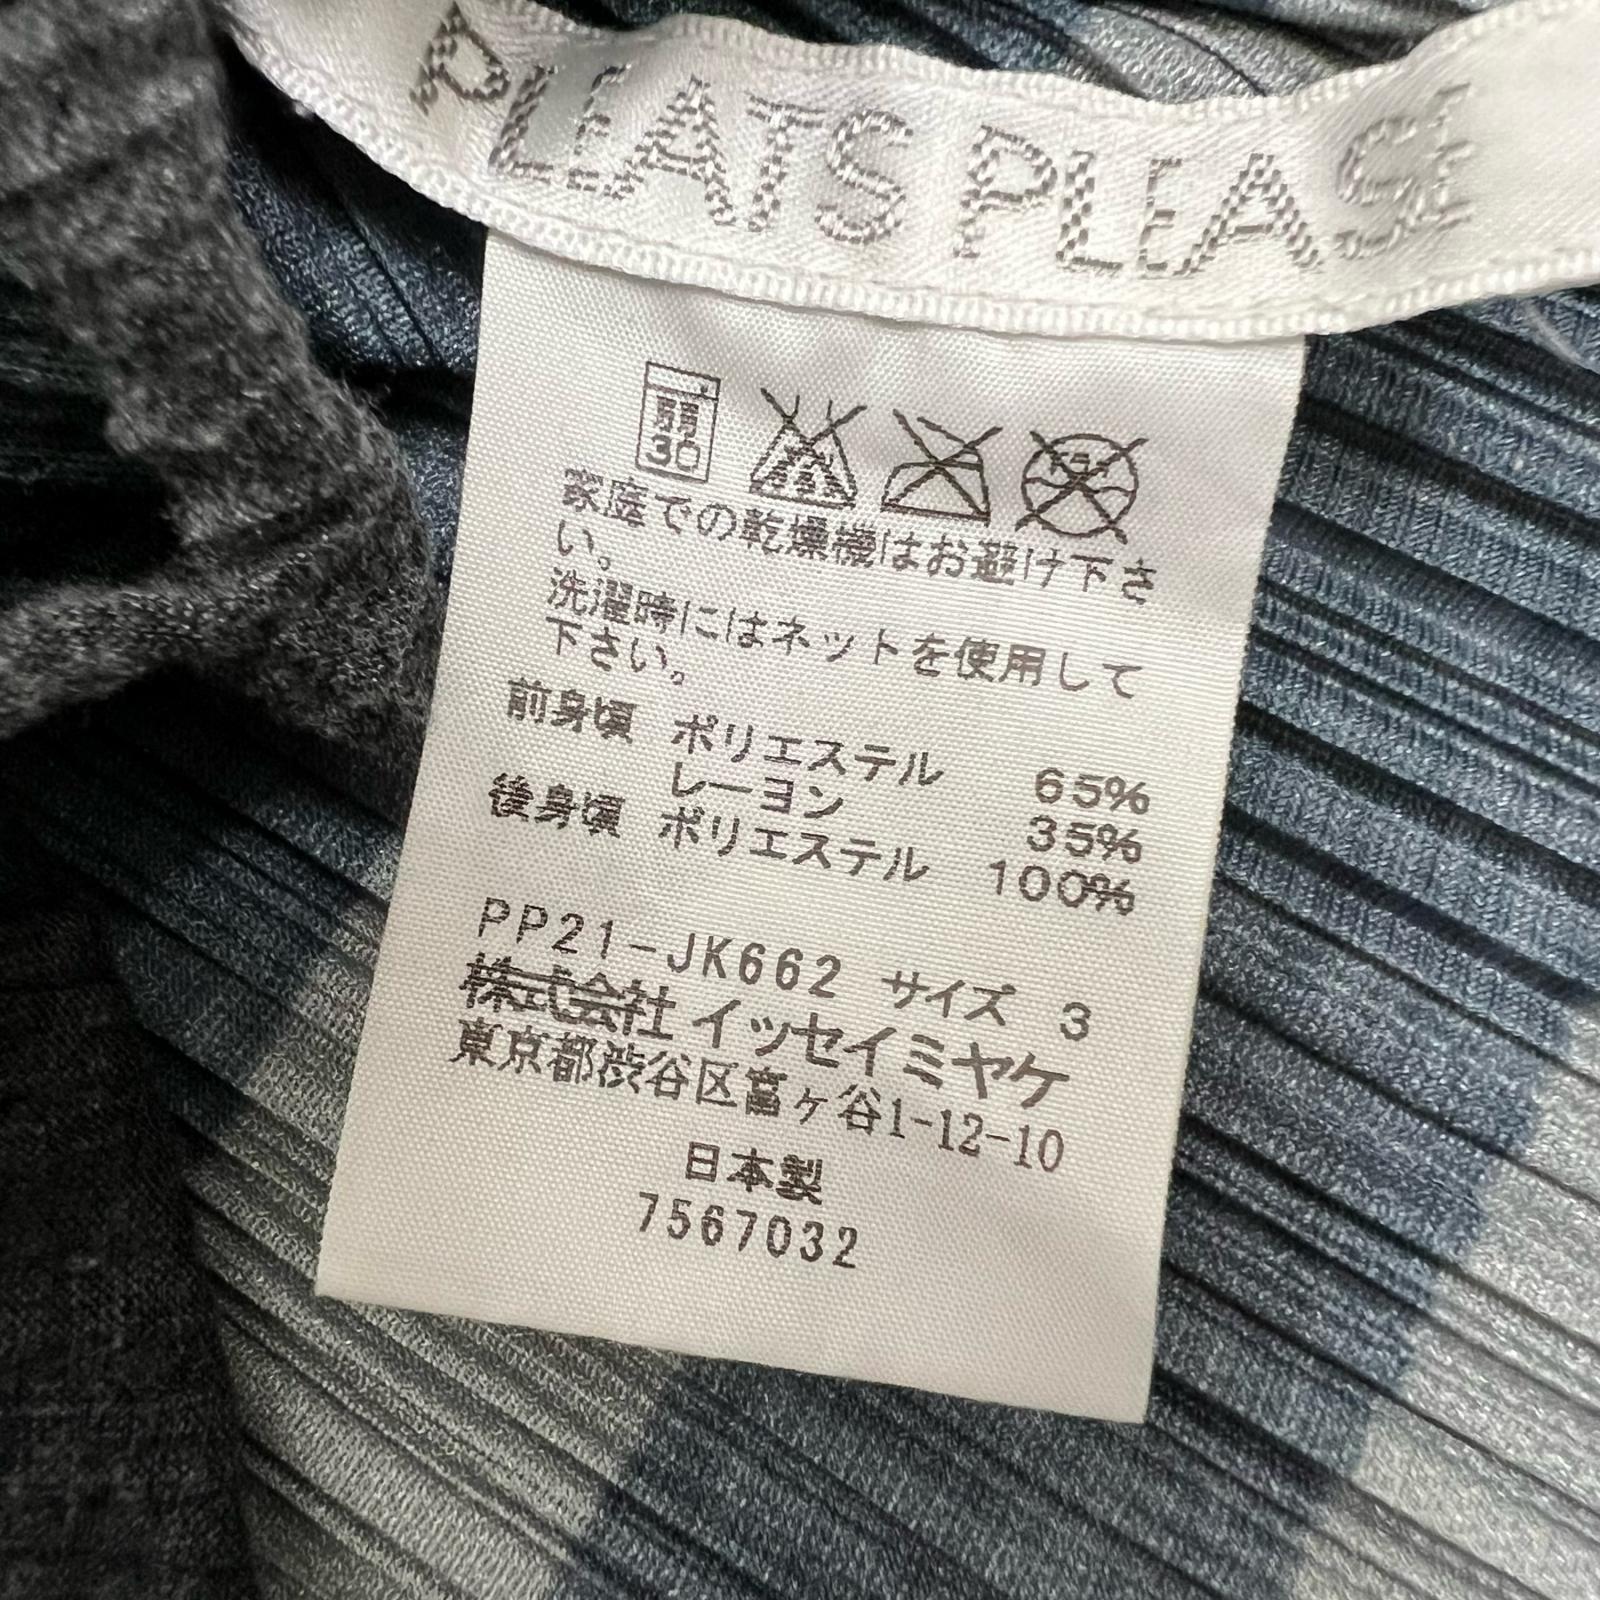 PLEATS PLEASE
弱
30
家庭での乾燥機はお避け下さ
い。
洗濯時にはネットを使用して
下さい。
前身頃 ポリエステル 65%
レーヨン 35%
後身頃 ポリエステル 100%
PP21-JK662 サイズ 3
株式会社 イッセイミヤケ
東京都渋谷区富ヶ谷1-12-10
日本製
7567032